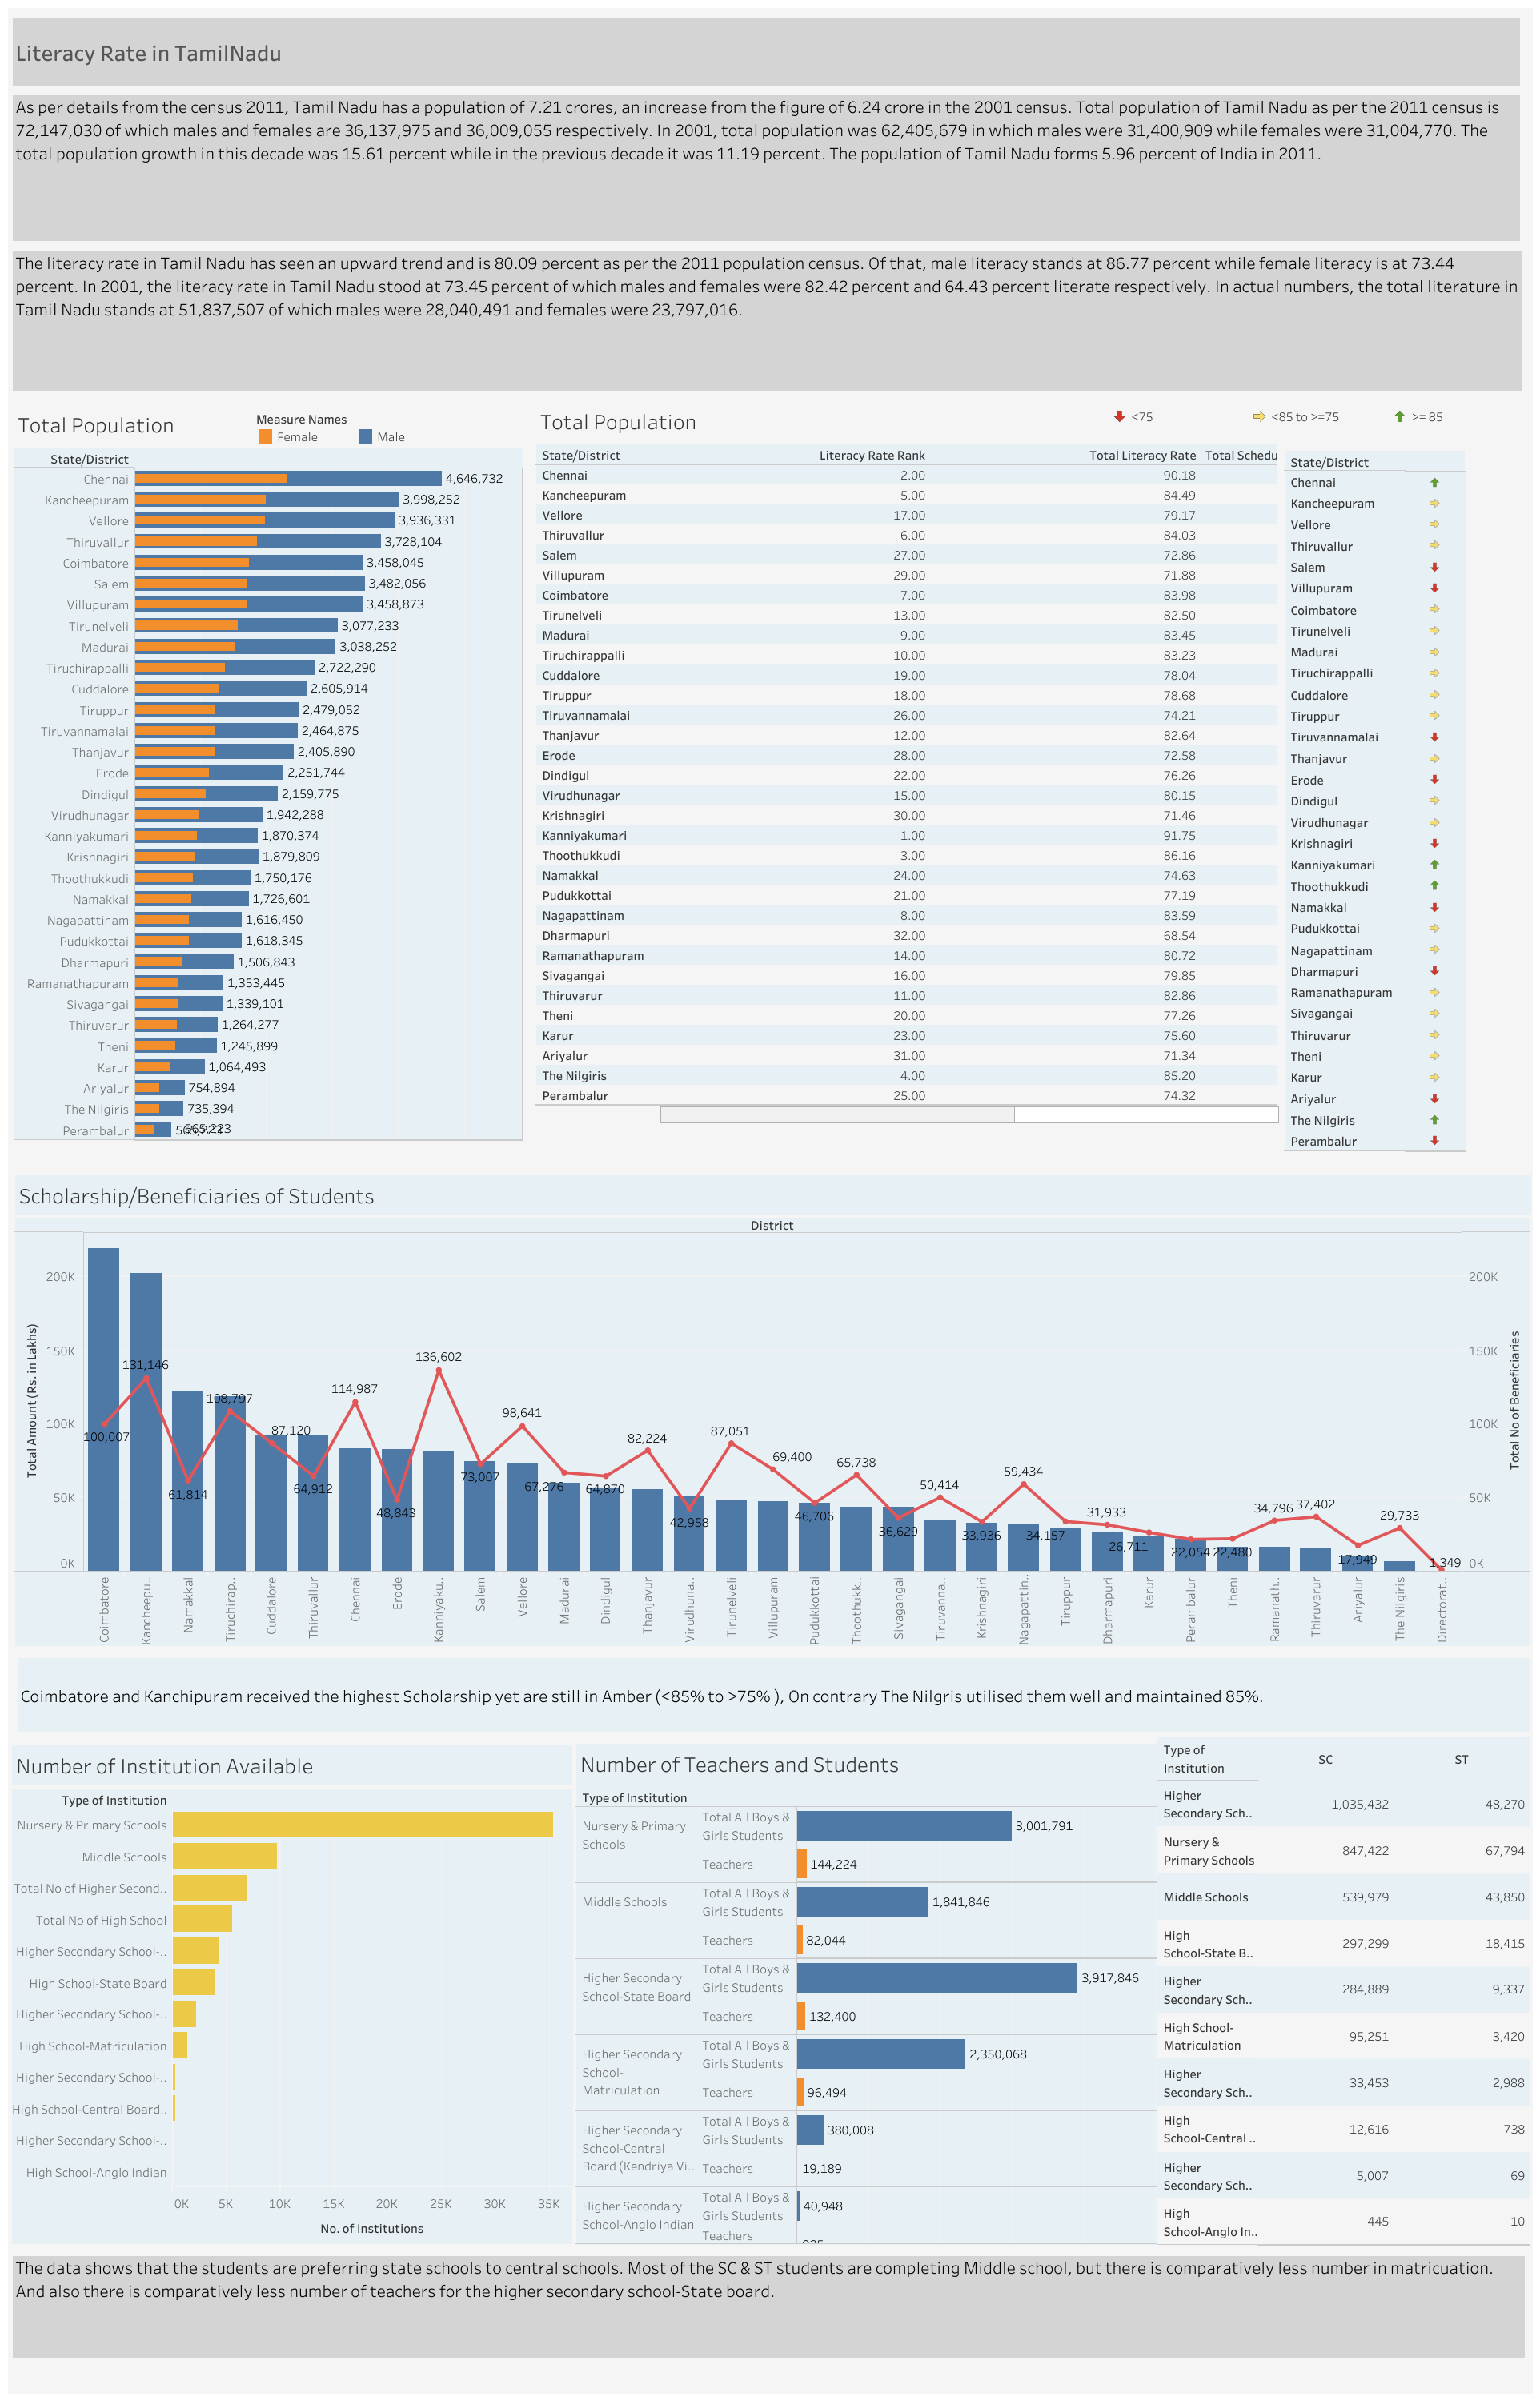 Literacy Rate in TamilNadu
As per details from the census 2011, Tamil Nadu has a population of 7.21 crores, an increase from the figure of 6.24 crore in the 2001 census. Total population of Tamil Nadu as per the 2011 census is
72,147,030 of which males and females are 36,137,975 and 36,009,055 respectively. In 2001, total population was 62,405,679 in which males were 31,400,909 while females were 31,004,770. The
total population growth in this decade was 15.61 percent while in the previous decade it was 11.19 percent. The population of Tamil Nadu forms 5.96 percent of India in 2011.
The literacy rate in Tamil Nadu has seen an upward trend and is 80.09 percent as per the 2011 population census. Of that, male literacy stands at 86.77 percent while female literacy is at 73.44
percent. In 2001, the literacy rate in Tamil Nadu stood at 73.45 percent of which males and females were 82.42 percent and 64.43 percent literate respectively. In actual numbers, the total literature in
Tamil Nadu stands at 51,837,507 of which males were 28,040,491 and females were 23,797,016.
Total Population
Measure Names
Female Male
State/District
Chennai 4,646,732
Kancheepuram 3,998,252
Vellore 3,936,331
Thiruvallur 3,728,104
Coimbatore 3,458,045
Salem 3,482,056
Villupuram 3,458,873
Tirunelveli 3,077,233
Madurai 3,038,252
Tiruchirappalli 2,722,290
Cuddalore 2,605,914
Tiruppur 2,479,052
Tiruvannamalai 2,464,875
Thanjavur 2,405,890
Erode 2,251,744
Dindigul 2,159,775
Virudhunagar 1,942,288
Kanniyakumari 1,870,374
Krishnagiri 1,879,809
Thoothukkudi 1,750,176
Namakkal 1,726,601
Nagapattinam 1,616,450
Pudukkottai 1,618,345
Dharmapuri 1,506,843
Ramanathapuram 1,353,445
Sivagangai 1,339,101
Thiruvarur 1,264,277
Theni 1,245,899
Karur 1,064,493
Ariyalur 754,894
The Nilgiris 735,394
Perambalur 565,223 565,223
Total Population
<75 <85 to >=75 >= 85
State/District Literacy Rate Rank Total Literacy Rate Total Schedu
Chennai 2.00 90.18
Kancheepuram 5.00 84.49
Vellore 17.00 79.17
Thiruvallur 6.00 84.03
Salem 27.00 72.86
Villupuram 29.00 71.88
Coimbatore 7.00 83.98
Tirunelveli 13.00 82.50
Madurai 9.00 83.45
Tiruchirappalli 10.00 83.23
Cuddalore 19.00 78.04
Tiruppur 18.00 78.68
Tiruvannamalai 26.00 74.21
Thanjavur 12.00 82.64
Erode 28.00 72.58
Dindigul 22.00 76.26
Virudhunagar 15.00 80.15
Krishnagiri 30.00 71.46
Kanniyakumari 1.00 91.75
Thoothukkudi 3.00 86.16
Namakkal 24.00 74.63
Pudukkottai 21.00 77.19
Nagapattinam 8.00 83.59
Dharmapuri 32.00 68.54
Ramanathapuram 14.00 80.72
Sivagangai 16.00 79.85
Thiruvarur 11.00 82.86
Theni 20.00 77.26
Karur 23.00 75.60
Ariyalur 31.00 71.34
The Nilgiris 4.00 85.20
Perambalur 25.00 74.32
State/District
Chennai
Kancheepuram
Vellore
Thiruvallur
Salem
Villupuram
Coimbatore
Tirunelveli
Madurai
Tiruchirappalli
Cuddalore
Tiruppur
Tiruvannamalai
Thanjavur
Erode
Dindigul
Virudhunagar
Krishnagiri
Kanniyakumari
Thoothukkudi
Namakkal
Pudukkottai
Nagapattinam
Dharmapuri
Ramanathapuram
Sivagangai
Thiruvarur
Theni
Karur
Ariyalur
The Nilgiris
Perambalur
Scholarship/Beneficiaries of Students
District
Total Amount (Rs. in Lakhs)
200K
150K
100K
50K
0K
100,007
131,146
61,814
108,797
87,120
64,912
114,987
48,843
136,602
73,007
98,641
67,276
64,870
82,224
42,958
87,051
69,400
46,706
65,738
36,629
50,414
33,936
59,434
34,157
31,933
26,711
22,054
22,480
34,796
37,402
17,949
29,733
1,349
200K
150K
100K
50K
0K
Total No of Beneficiaries
Coimbatore
Kancheepu..
Namakkal
Tiruchirap..
Cuddalore
Thiruvallur
Chennai
Erode
Kanniyaku..
Salem
Vellore
Madurai
Dindigul
Thanjavur
Virudhuna..
Tirunelveli
Villupuram
Pudukkottai
Thoothukk..
Sivagangai
Tiruvanna..
Krishnagiri
Nagapattin..
Tiruppur
Dharmapuri
Karur
Perambalur
Theni
Ramanath..
Thiruvarur
Ariyalur
The Nilgiris
Directorat..
Coimbatore and Kanchipuram received the highest Scholarship yet are still in Amber (<85% to >75% ), On contrary The Nilgris utilised them well and maintained 85%.
Number of Institution Available
Type of Institution
Nursery & Primary Schools
Middle Schools
Total No of Higher Second..
Total No of High School
Higher Secondary School-..
High School-State Board
Higher Secondary School-..
High School-Matriculation
Higher Secondary School-..
High School-Central Board..
Higher Secondary School-..
High School-Anglo Indian
0K 5K 10K 15K 20K 25K 30K 35K
No. of Institutions
Number of Teachers and Students
Type of Institution
Nursery & Primary
Schools
Total All Boys &
Girls Students
3,001,791
Teachers 144,224
Middle Schools
Total All Boys &
Girls Students
1,841,846
Teachers 82,044
Higher Secondary
School-State Board
Total All Boys &
Girls Students
3,917,846
Teachers 132,400
Higher Secondary
School-
Matriculation
Total All Boys &
Girls Students
2,350,068
Teachers 96,494
Higher Secondary
School-Central
Board (Kendriya Vi..
Total All Boys &
Girls Students
380,008
Teachers 19,189
Higher Secondary
School-Anglo Indian
Total All Boys &
Girls Students
40,948
Teachers
Type of
Institution
SC ST
Higher
Secondary Sch..
1,035,432 48,270
Nursery &
Primary Schools
847,422 67,794
Middle Schools 539,979 43,850
High
School-State B..
297,299 18,415
Higher
Secondary Sch..
284,889 9,337
High School-
Matriculation
95,251 3,420
Higher
Secondary Sch..
33,453 2,988
High
School-Central ..
12,616 738
Higher
Secondary Sch..
5,007 69
High
School-Anglo In..
445 10
The data shows that the students are preferring state schools to central schools. Most of the SC & ST students are completing Middle school, but there is comparatively less number in matricuation.
And also there is comparatively less number of teachers for the higher secondary school-State board.